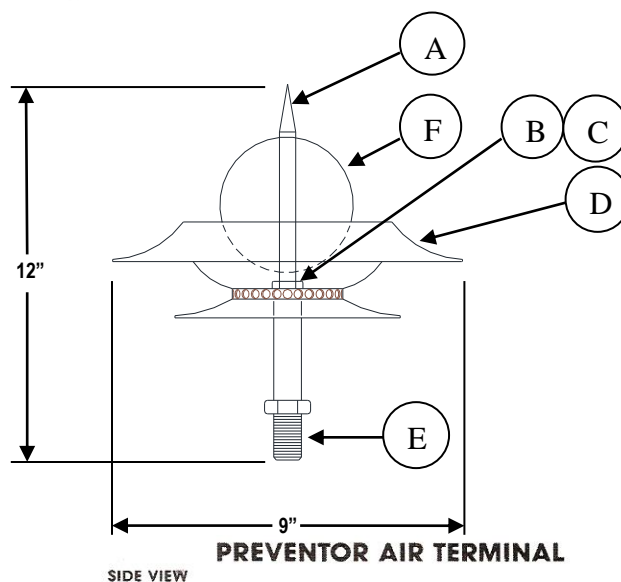 A
F
B
C
D
12”
E
9”
PREVENTOR AIR TERMINAL
SIDE VIEW